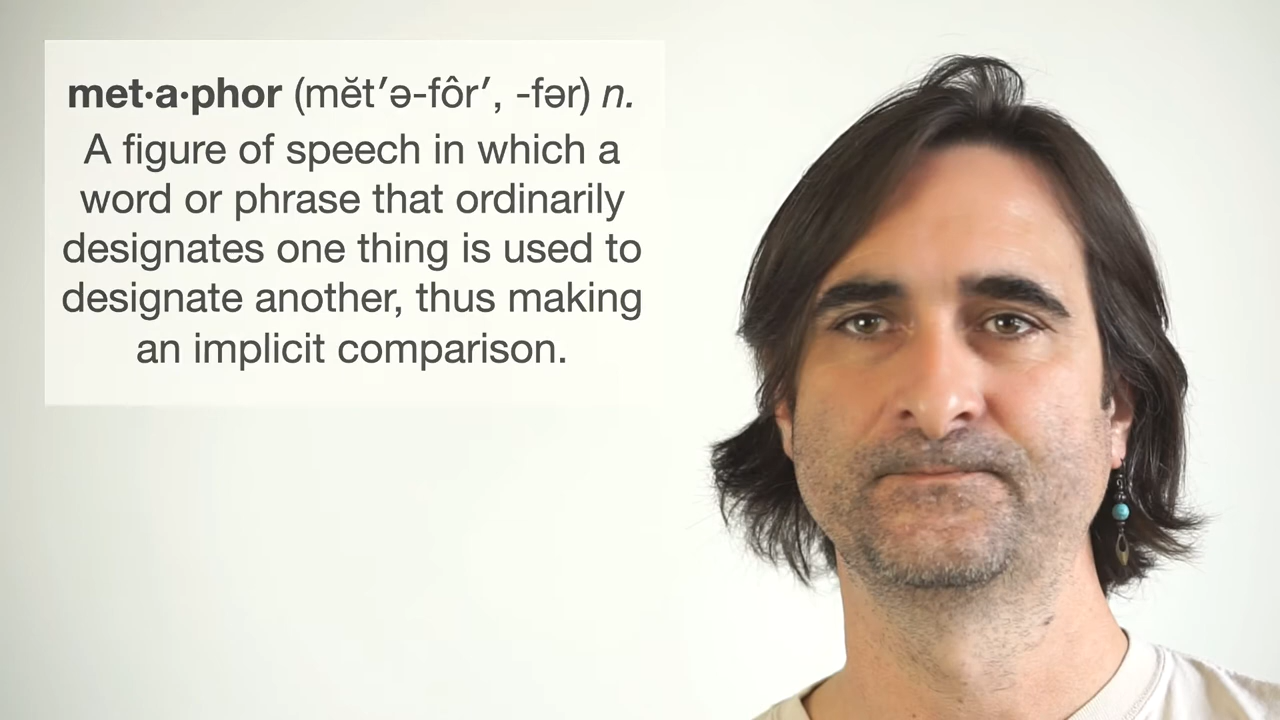 met·a·phor (mĕt′ə-fôr′, -fər) n.
A figure of speech in which a
word or phrase that ordinarily
designates one thing is used to
designate another, thus making
an implicit comparison.